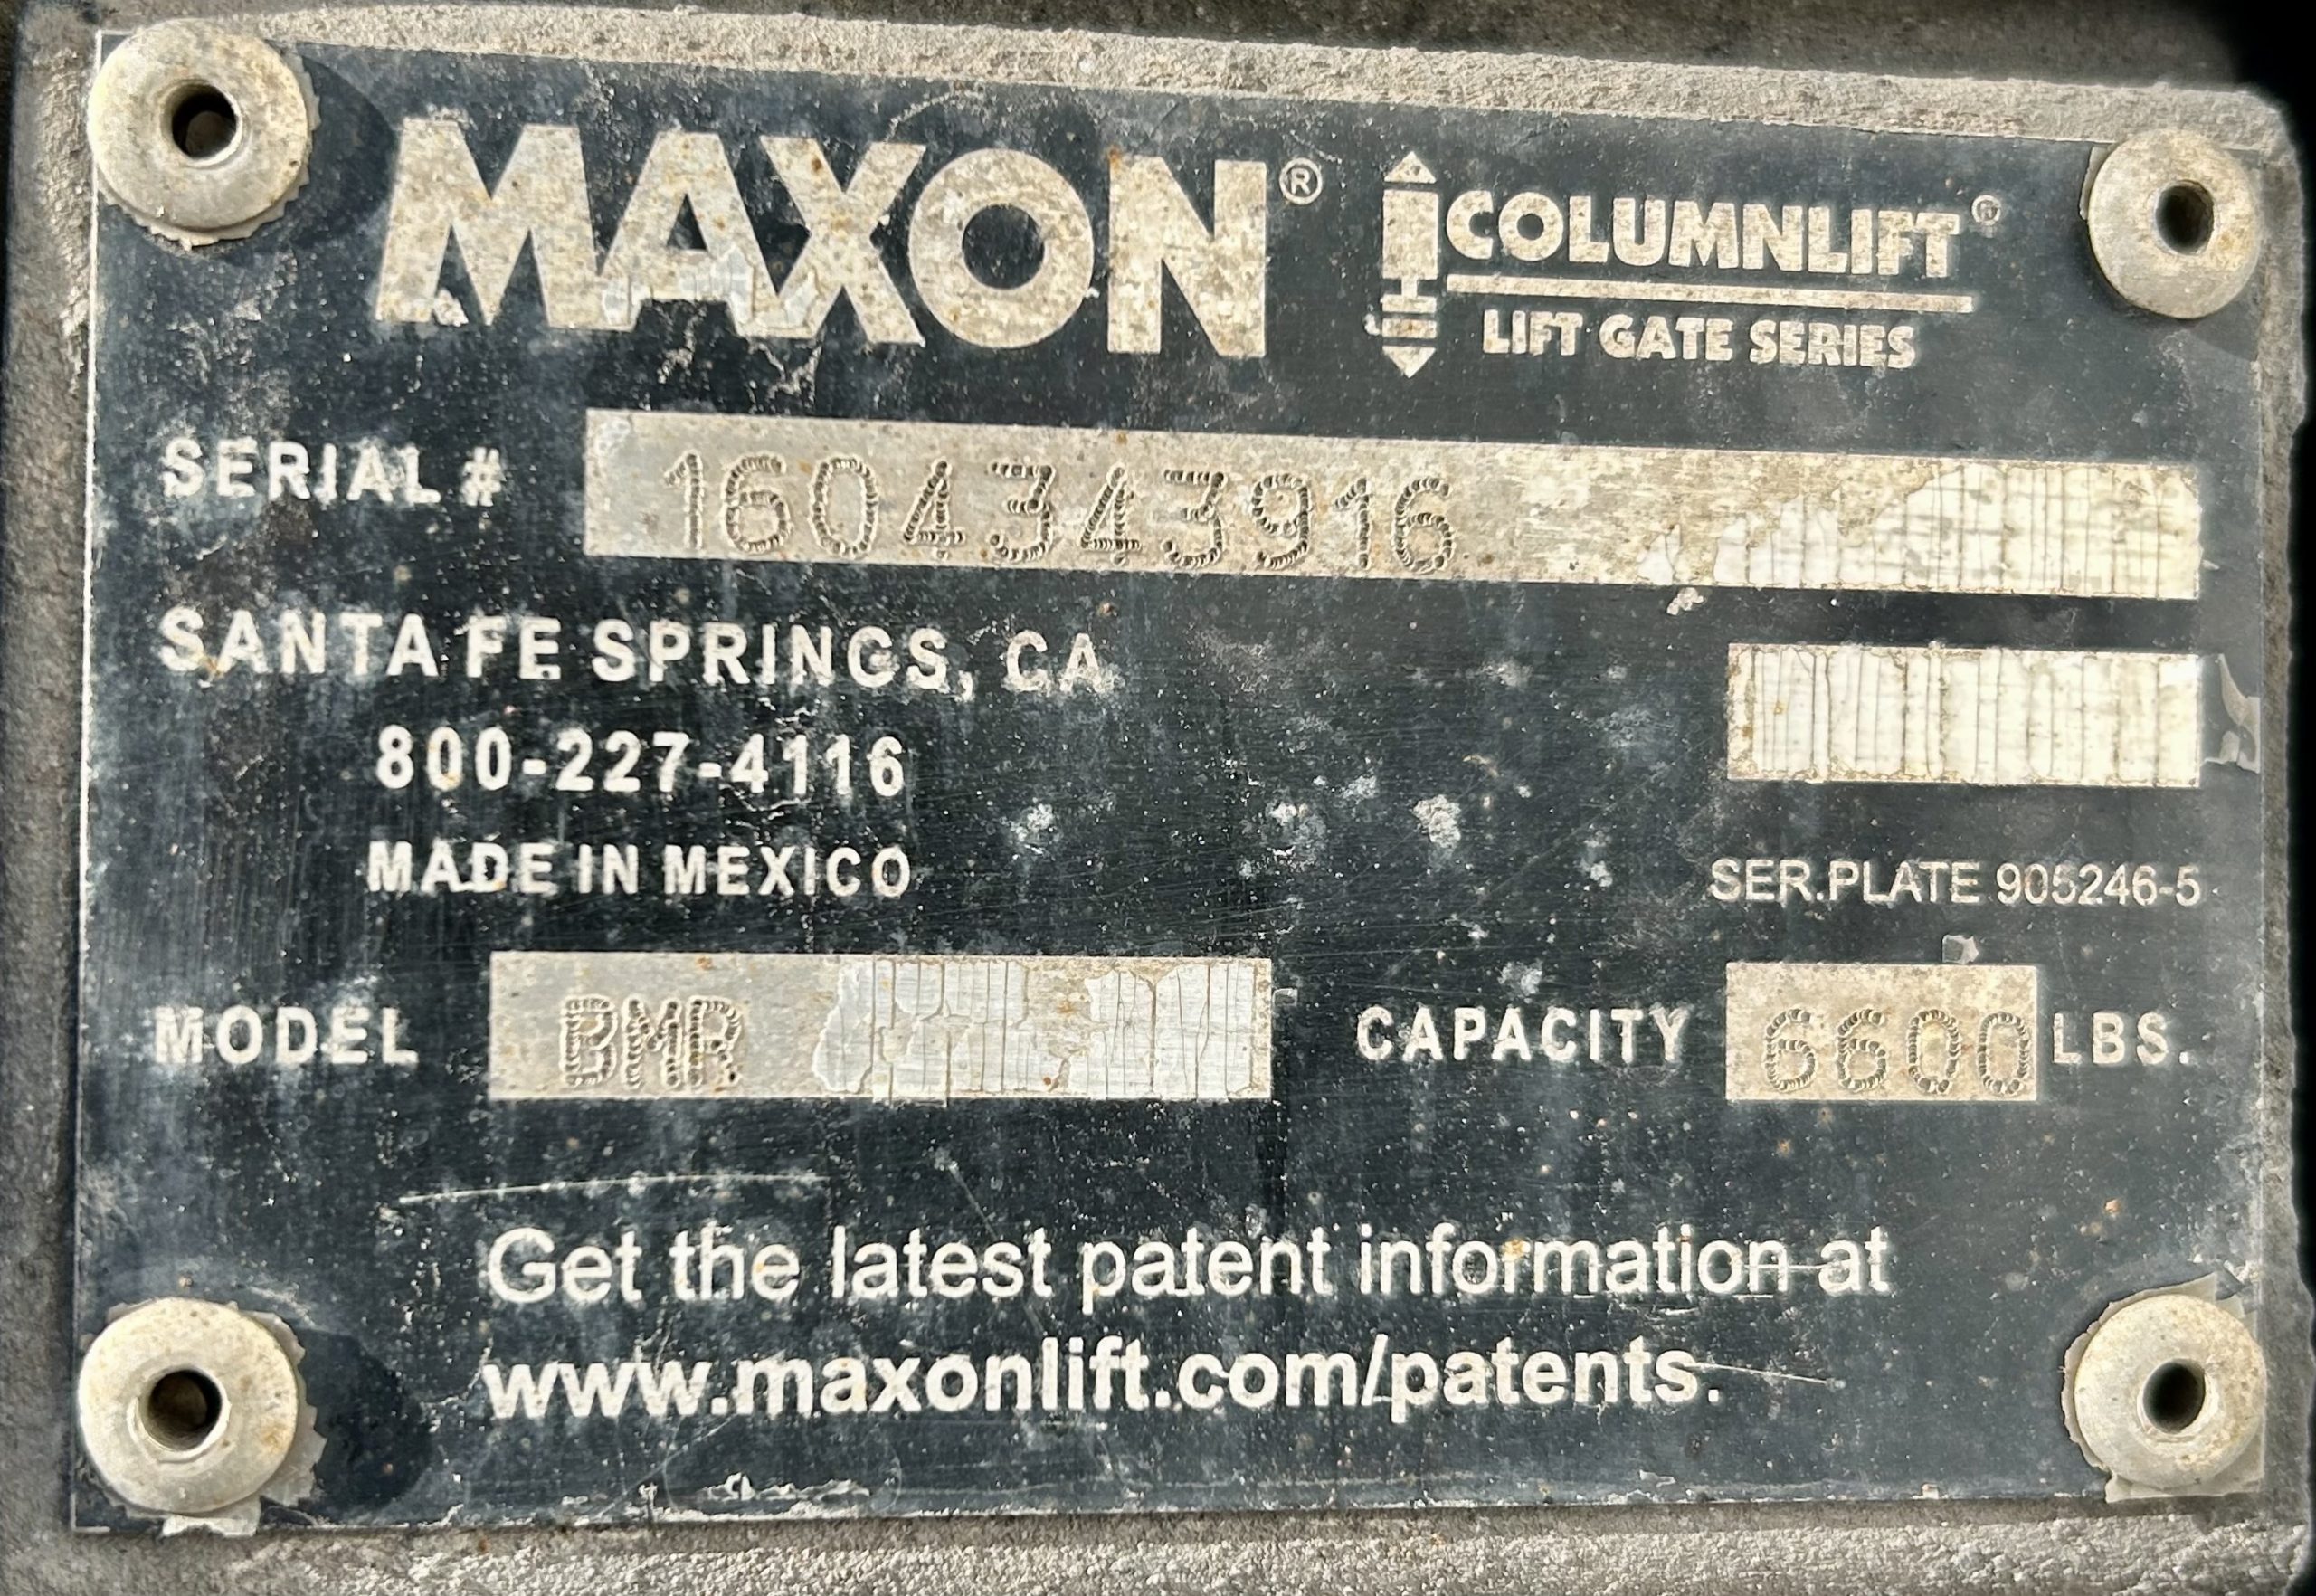 MAXON® COLUMNLIFT®
LIFT GATE SERIES
SERIAL # 1604343916
SANTA FE SPRINGS, CA
800-227-4116
MADE IN MEXICO
SER.PLATE 905246-5
MODEL BMR CAPACITY 6600 LBS.
Get the latest patent information at
www.maxonlift.com/patents.